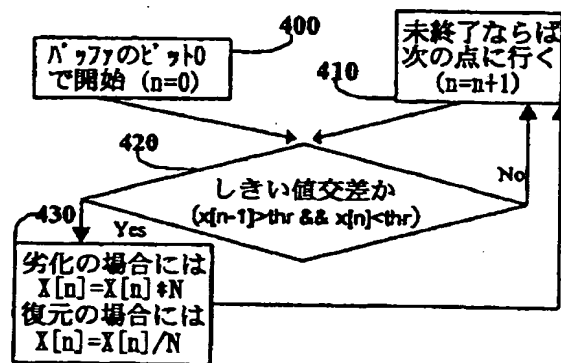 400
バッファのビット0
で開始 (n=0)
410
未終了ならば
次の点に行く
(n=n+1)
420
しきい値交差か
(x[n-1]>thr && x[n]<thr)
No
Yes
430
劣化の場合には
X[n]=X[n]*N
復元の場合には
X[n]=X[n]/N